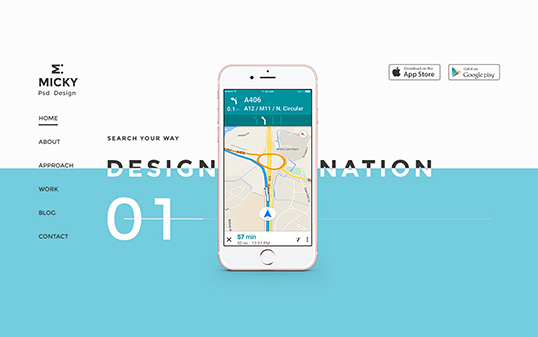 MICKY
Psd Design
HOME
ABOUT
APPROACH
WORK
BLOG
CONTACT
SEARCH YOUR WAY
DESIGN NATION
01
Download on the
App Store
Get it on
Google play
A406
A12 / M11 / N. Circular
0.1
57 min